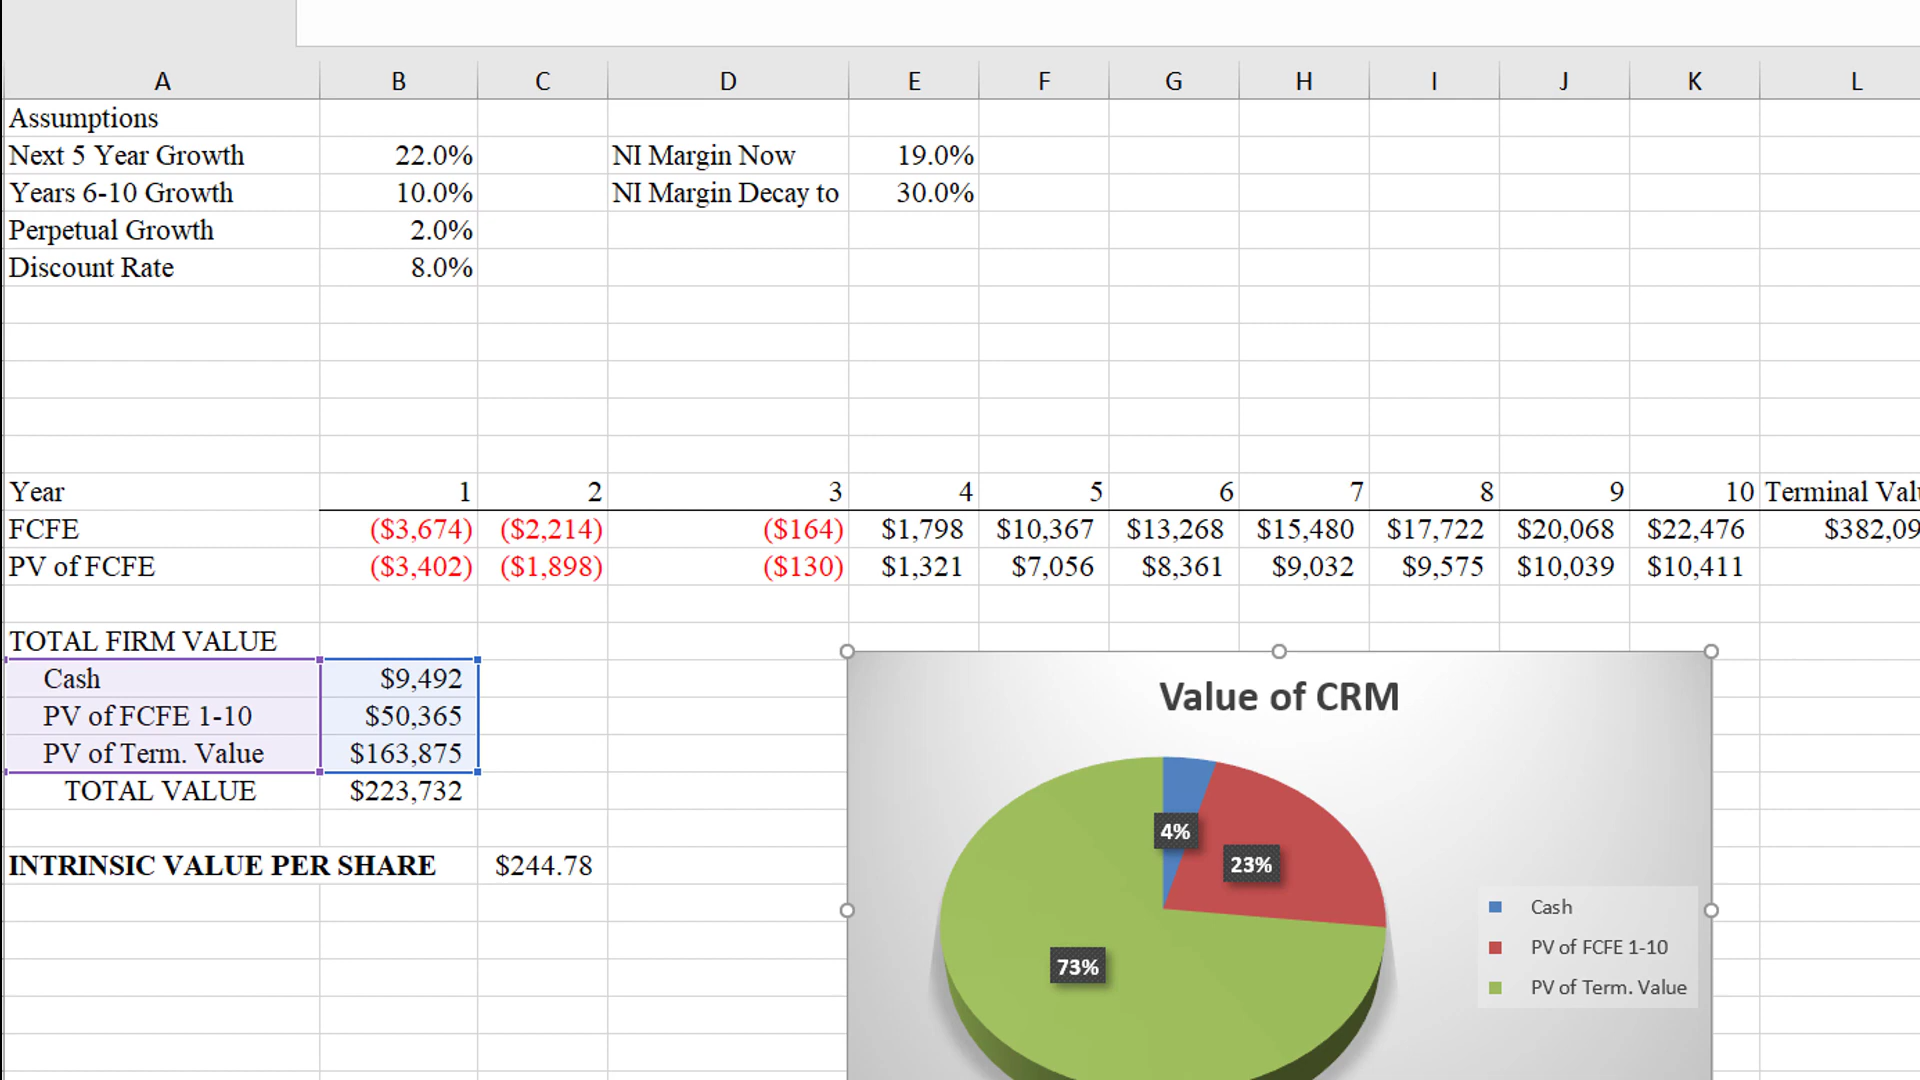 A B C D E F G H I J K L
Assumptions
Next 5 Year Growth 22.0% NI Margin Now 19.0%
Years 6-10 Growth 10.0% NI Margin Decay to 30.0%
Perpetual Growth 2.0%
Discount Rate 8.0%
Year 1 2 3 4 5 6 7 8 9 10 Terminal Valu
FCFE ($3,674) ($2,214) ($164) $1,798 $10,367 $13,268 $15,480 $17,722 $20,068 $22,476 $382,09
PV of FCFE ($3,402) ($1,898) ($130) $1,321 $7,056 $8,361 $9,032 $9,575 $10,039 $10,411
TOTAL FIRM VALUE
Cash $9,492
PV of FCFE 1-10 $50,365
PV of Term. Value $163,875
TOTAL VALUE $223,732
INTRINSIC VALUE PER SHARE $244.78
Value of CRM
4%
23%
73%
Cash
PV of FCFE 1-10
PV of Term. Value